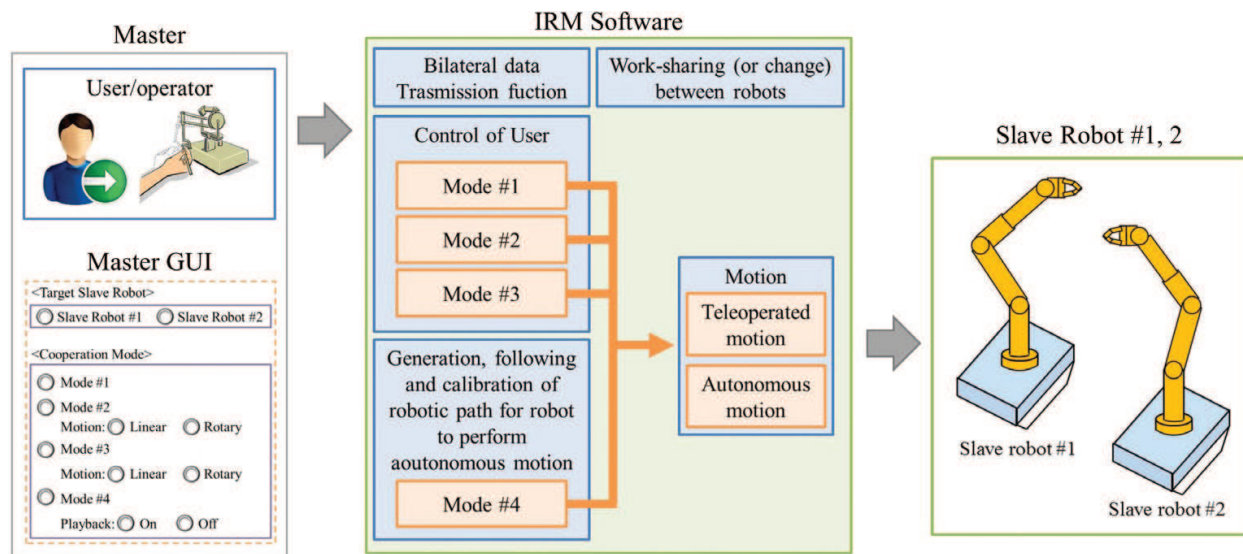 Master
User/operator
Master GUI
<Target Slave Robot>
Slave Robot #1 Slave Robot #2
<Cooperation Mode>
Mode #1
Mode #2
Motion: Linear Rotary
Mode #3
Motion: Linear Rotary
Mode #4
Playback: On Off
IRM Software
Bilateral data
Trasmission fuction
Work-sharing (or change)
between robots
Control of User
Mode #1
Mode #2
Mode #3
Generation, following
and calibration of
robotic path for robot
to perform
aoutonomous motion
Mode #4
Motion
Teleoperated
motion
Autonomous
motion
Slave Robot #1, 2
Slave robot #1
Slave robot #2